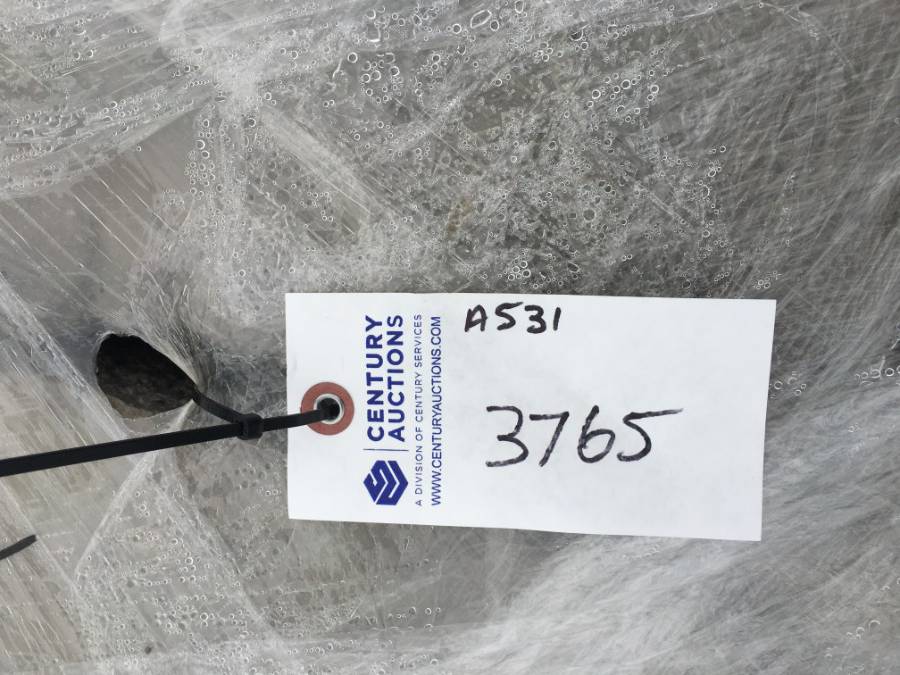 CENTURY
AUCTIONS
A DIVISION OF CENTURY SERVICES
WWW.CENTURYAUCTIONS.COM
A531
3765